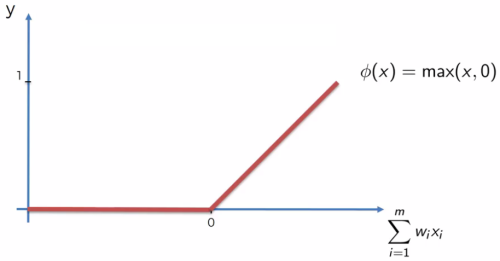 y
1
ϕ(x) = max(x, 0)
0
m
∑ wᵢxᵢ
i=1